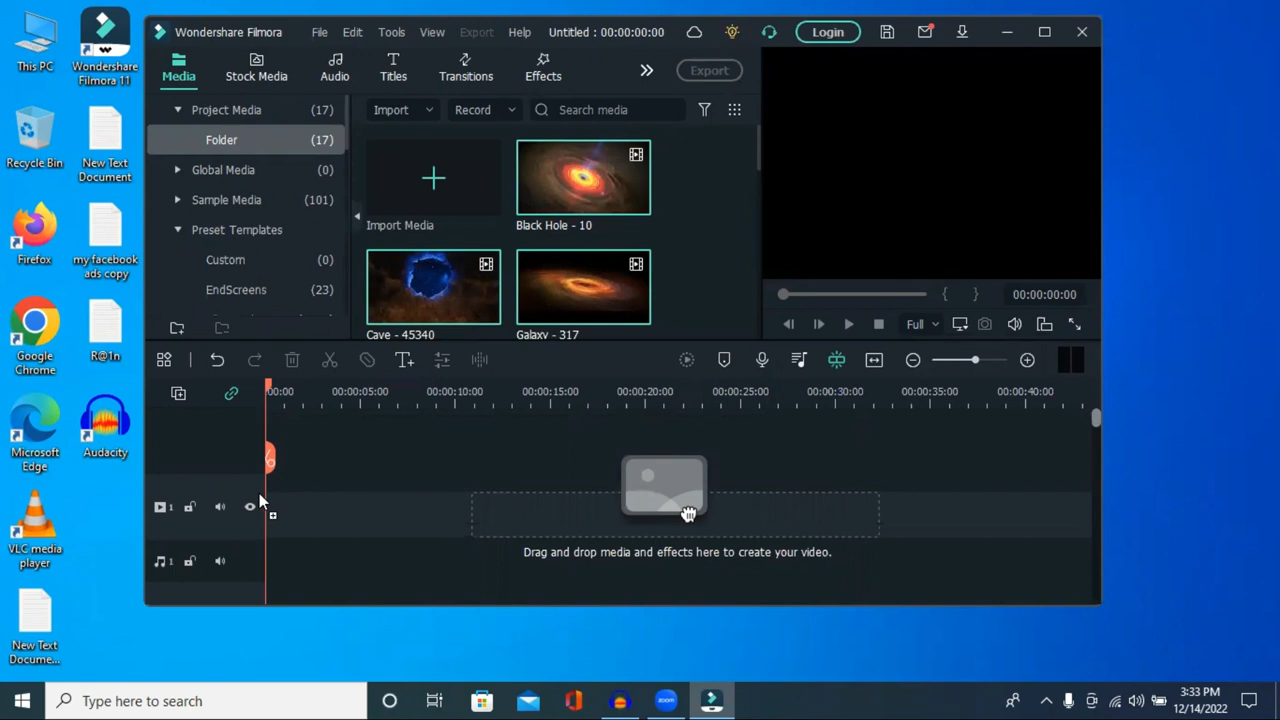 This PC
Wondershare
Filmora 11
Recycle Bin
New Text
Document
Firefox
my facebook
ads copy
Google
Chrome
R@1n
Microsoft
Edge
Audacity
VLC media
player
New Text
Docume...
Wondershare Filmora
File Edit Tools View Export Help
Untitled : 00:00:00:00
Login
Media Stock Media Audio Titles Transitions Effects
Export
Project Media (17)
Folder (17)
Global Media (0)
Sample Media (101)
Preset Templates
Custom (0)
EndScreens (23)
Import
Record
Search media
Import Media
Black Hole - 10
Cave - 45340
Galaxy - 317
00:00:00:00
Full
00:00 00:00:05:00 00:00:10:00 00:00:15:00 00:00:20:00 00:00:25:00 00:00:30:00 00:00:35:00 00:00:40:00
1
Drag and drop media and effects here to create your video.
1
Type here to search
zoom
3:33 PM
12/14/2022